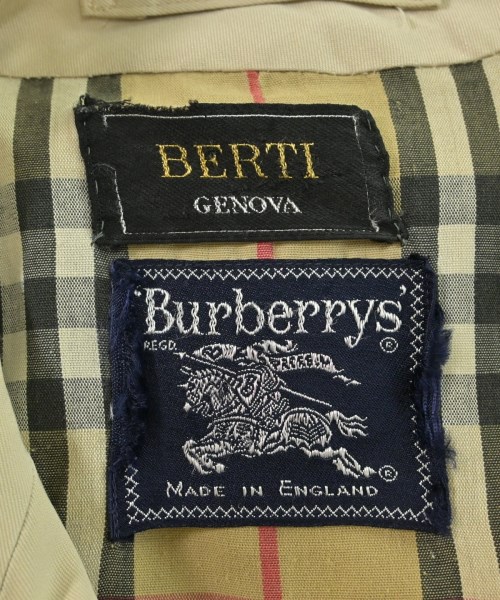 BERTI
GENOVA
'Burberrys'
REGD.
®
®
MADE IN ENGLAND